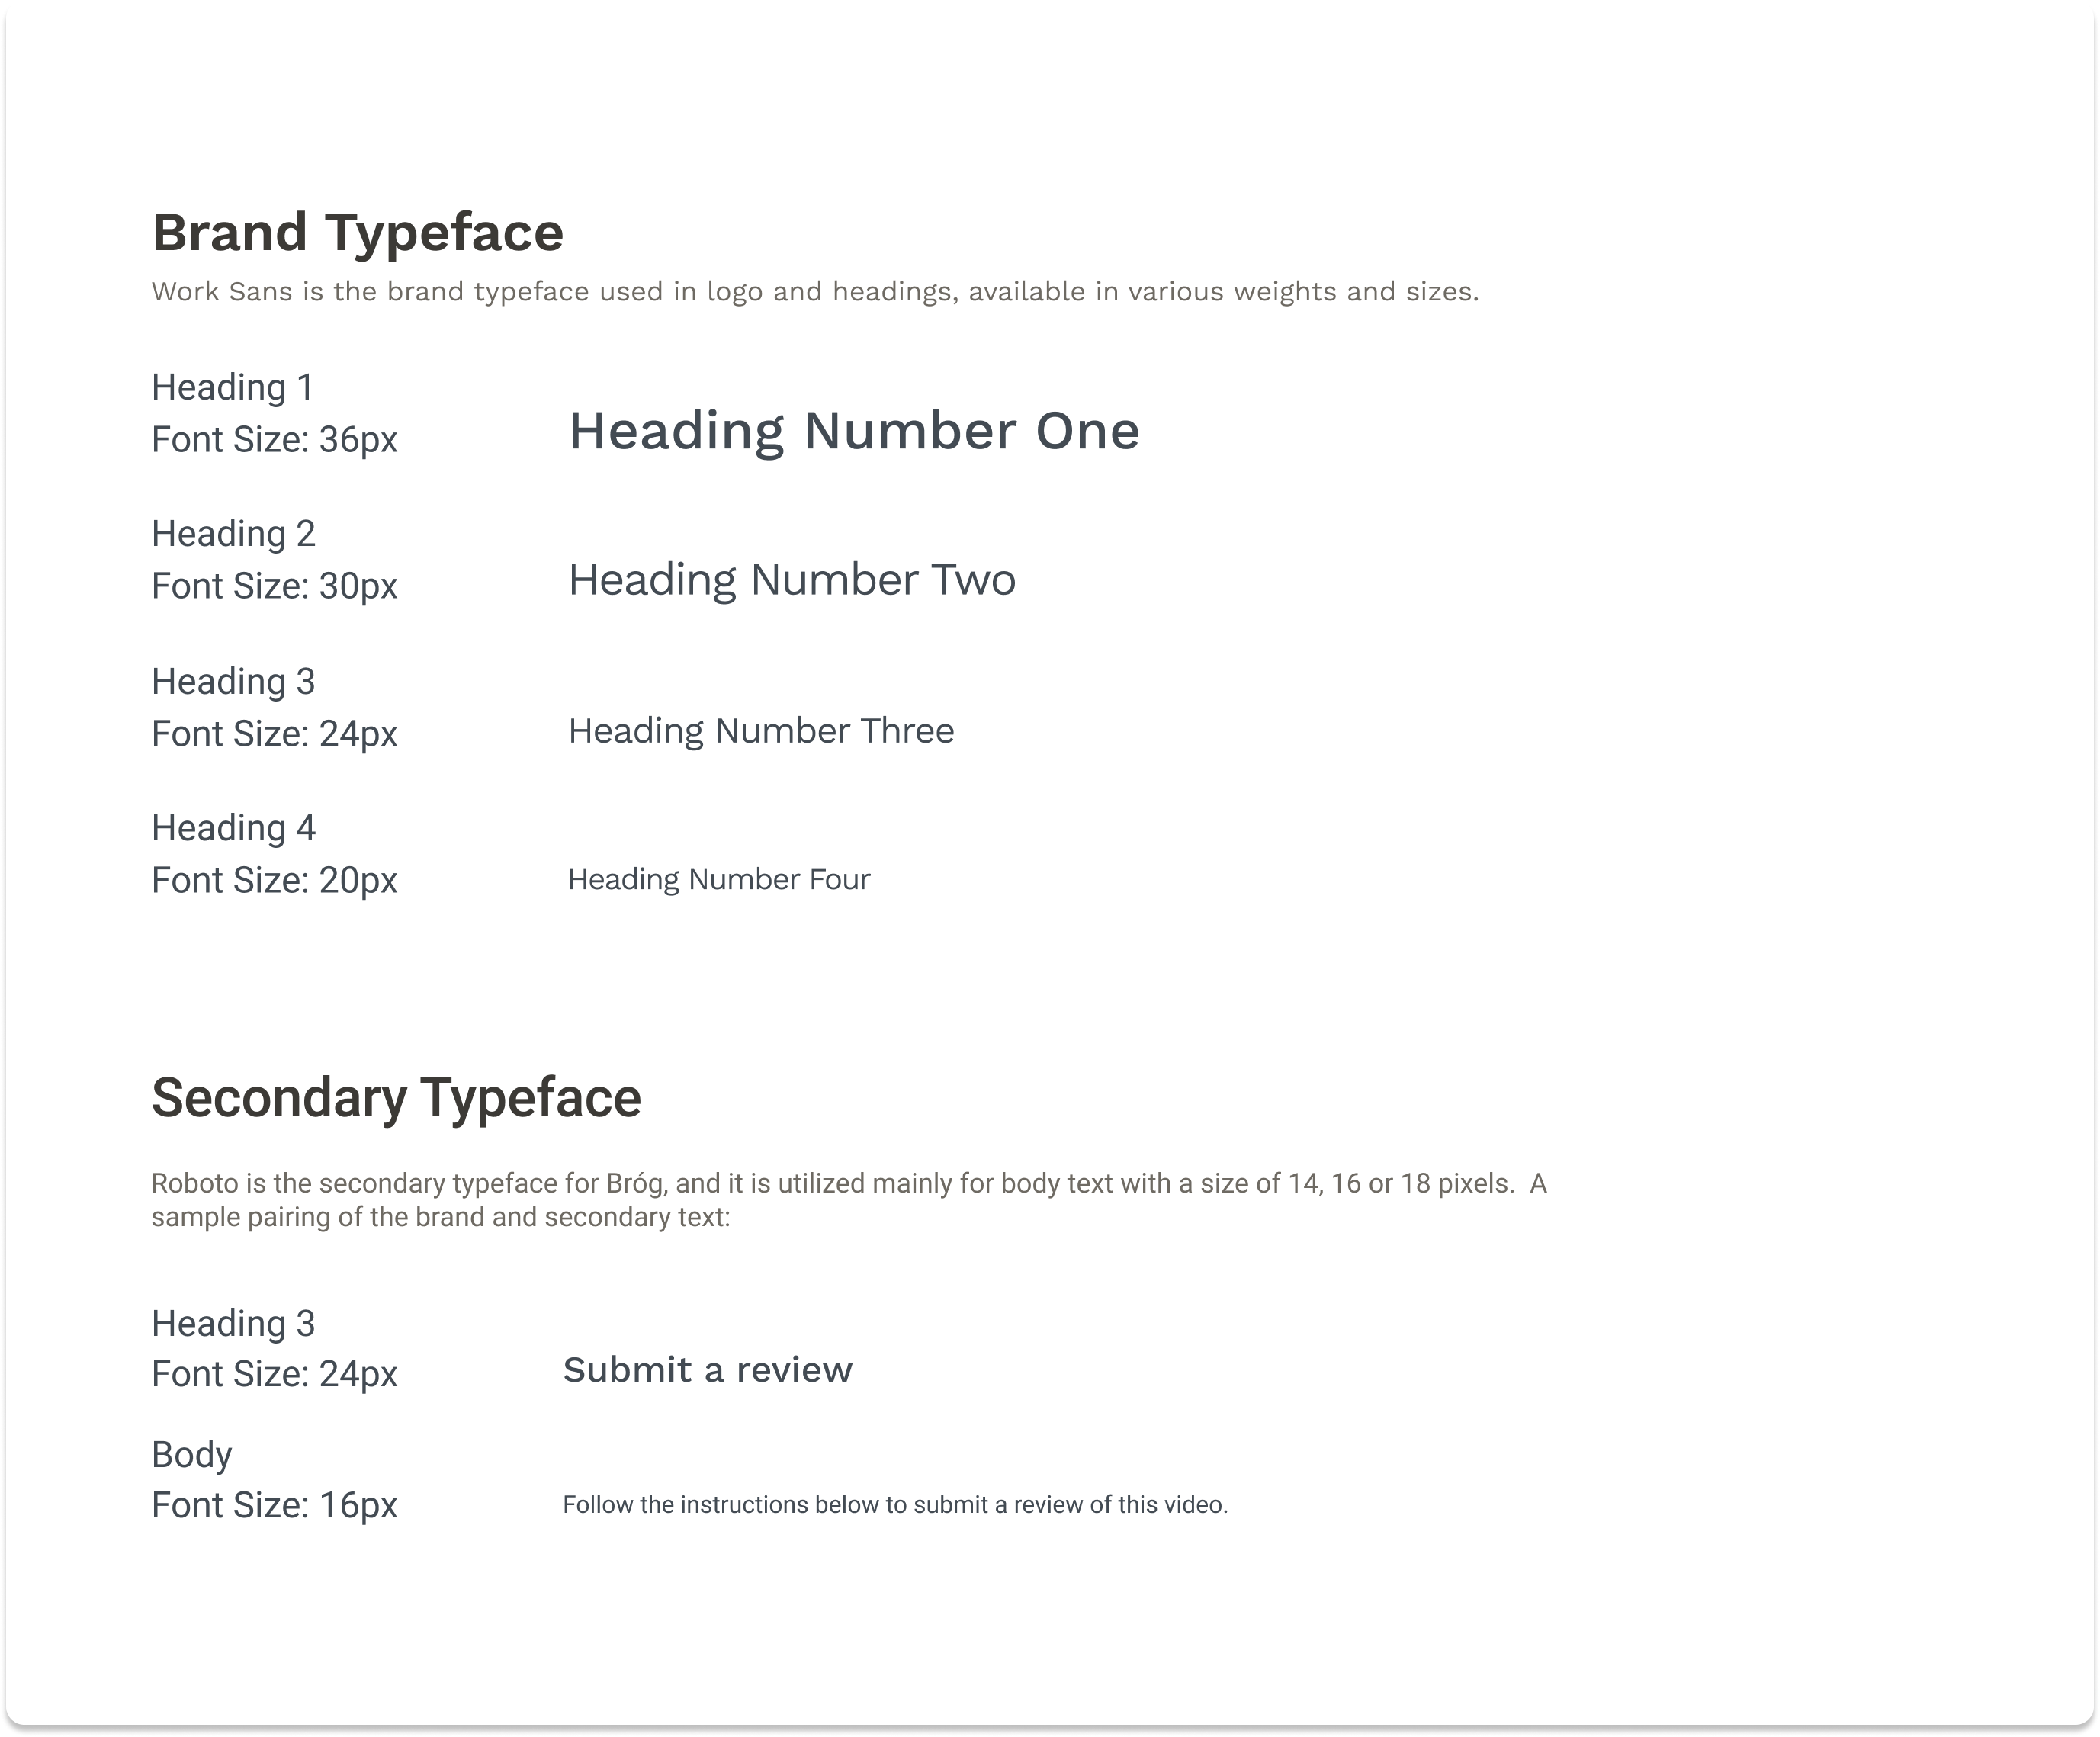 Brand Typeface
Work Sans is the brand typeface used in logo and headings, available in various weights and sizes.
Heading 1
Font Size: 36px
Heading Number One
Heading 2
Font Size: 30px
Heading Number Two
Heading 3
Font Size: 24px
Heading Number Three
Heading 4
Font Size: 20px
Heading Number Four
Secondary Typeface
Roboto is the secondary typeface for Bróg, and it is utilized mainly for body text with a size of 14, 16 or 18 pixels.  A
sample pairing of the brand and secondary text:
Heading 3
Font Size: 24px
Submit a review
Body
Font Size: 16px
Follow the instructions below to submit a review of this video.